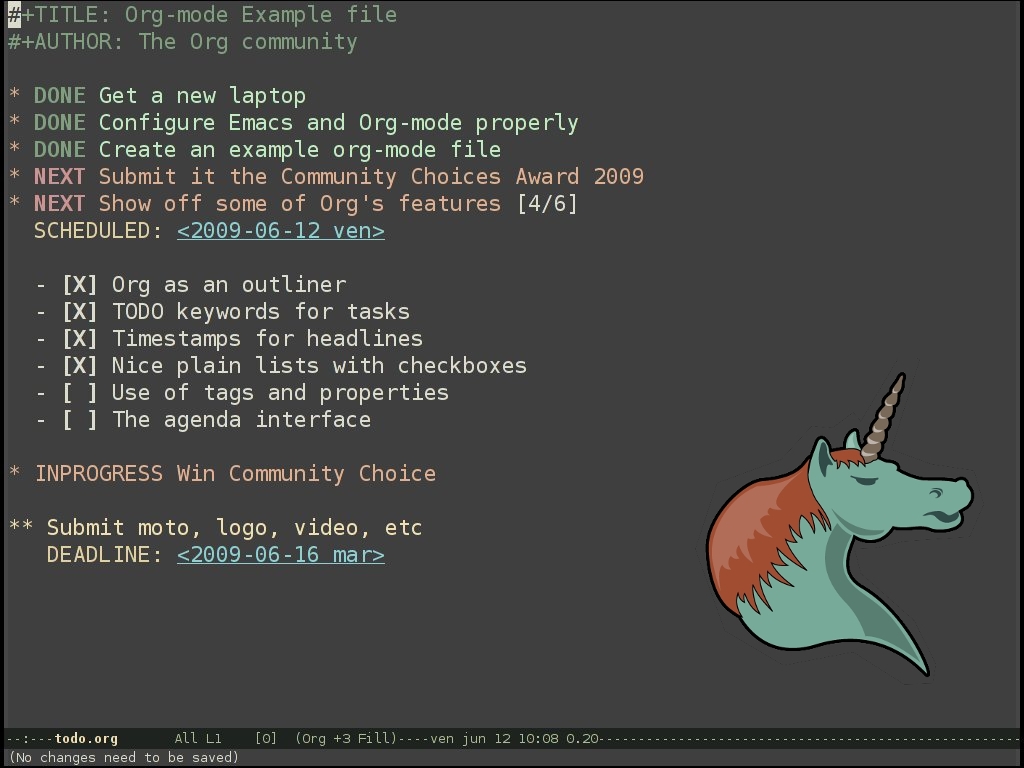 #+TITLE: Org-mode Example file
#+AUTHOR: The Org community
* DONE Get a new laptop
* DONE Configure Emacs and Org-mode properly
* DONE Create an example org-mode file
* NEXT Submit it the Community Choices Award 2009
* NEXT Show off some of Org's features [4/6]
SCHEDULED: <2009-06-12 ven>
- [X] Org as an outliner
- [X] TODO keywords for tasks
- [X] Timestamps for headlines
- [X] Nice plain lists with checkboxes
- [ ] Use of tags and properties
- [ ] The agenda interface
* INPROGRESS Win Community Choice
** Submit moto, logo, video, etc
DEADLINE: <2009-06-16 mar>
--:---todo.org All L1 [0] (Org +3 Fill)----ven jun 12 10:08 0.20------------------------------------------------------
(No changes need to be saved)